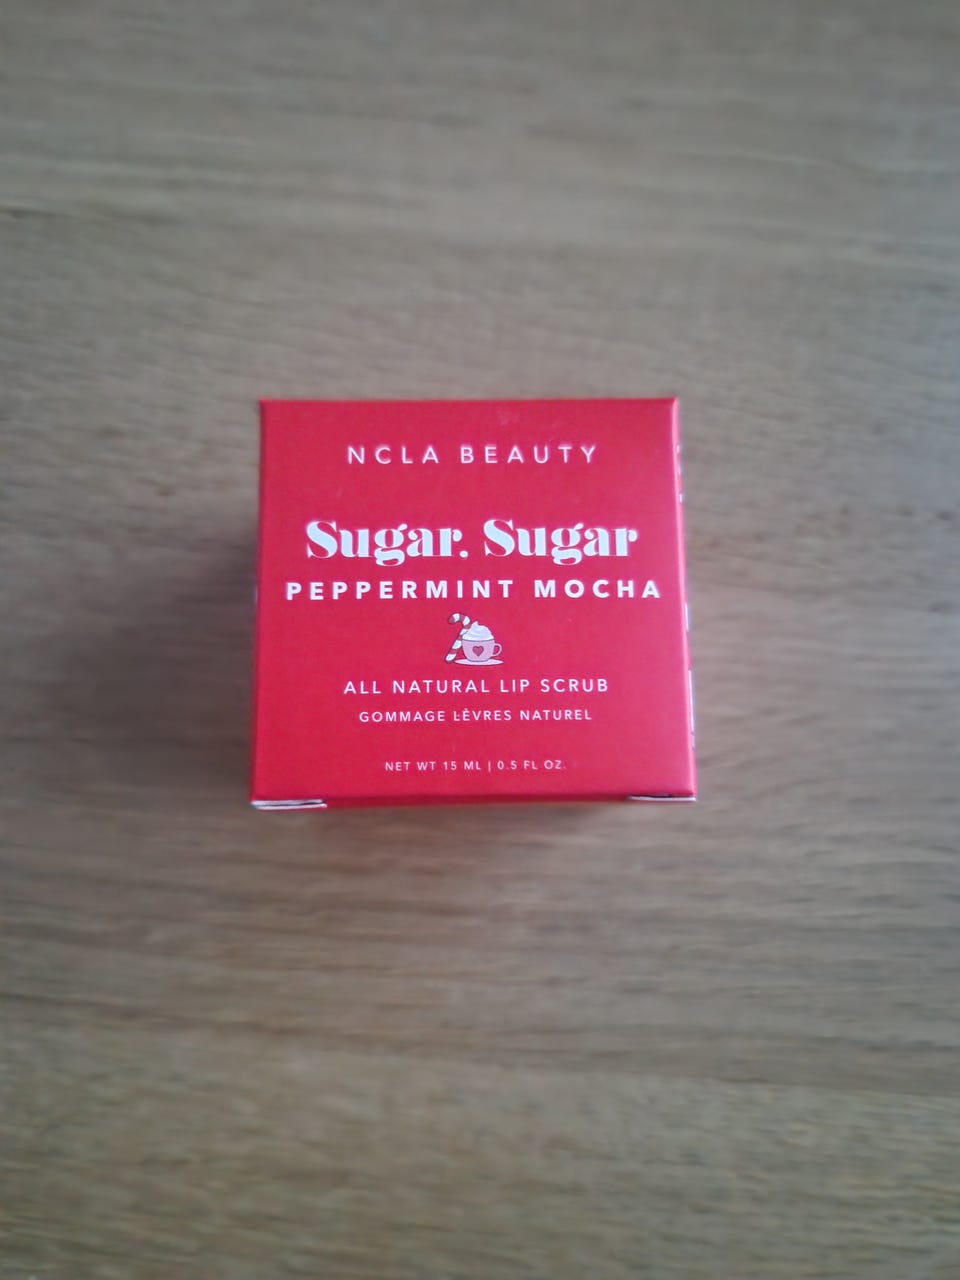 NCLA BEAUTY
Sugar. Sugar
PEPPERMINT MOCHA
ALL NATURAL LIP SCRUB
GOMMAGE LÈVRES NATUREL
NET WT 15 ML | 0.5 FL OZ.